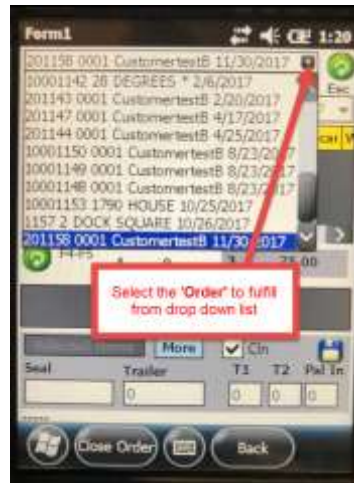 Form1 1:20
201158 0001 CustomertestB 11/30/2017
Esc
10001142 28 DEGREES * 2/6/2017
201143 0001 CustomertestB 2/20/2017
201147 0001 CustomertestB 4/17/2017
201144 0001 CustomertestB 4/25/2017
10001150 0001 CustomertestB 8/23/20
10001149 0001 CustomertestB 8/23/201
10001148 0001 CustomertestB 8/23/2017
10001153 1790 HOUSE 10/25/2017
1157 2 DOCK SQUARE 10/26/2017
201158 0001 CustomertestB 11/30/2017
F4-F5
Select the 'Order' to fulfill
from drop down list
More Cln
Seal Trailer T1 T2 Pal In
0 0 0
Close Order Back